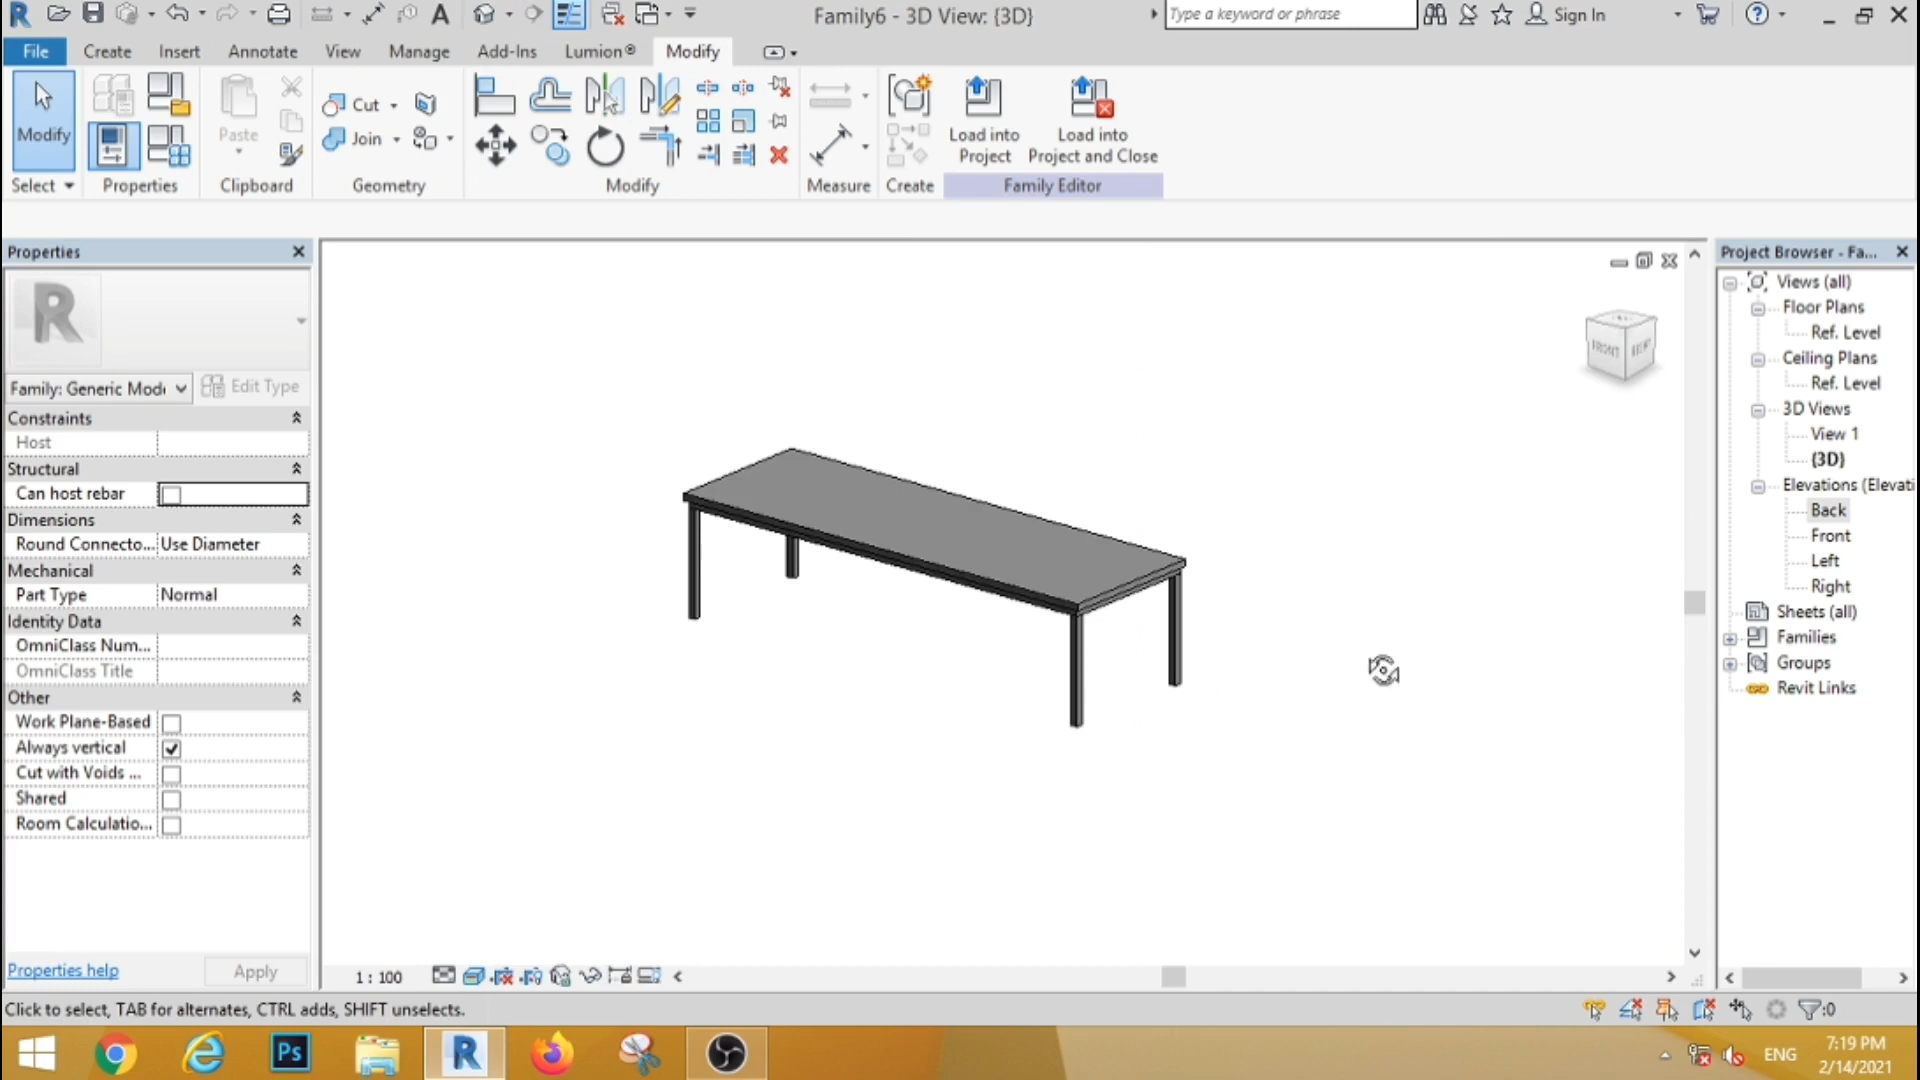 Family6 - 3D View: {3D}
Type a keyword or phrase
Sign In
File Create Insert Annotate View Manage Add-Ins Lumion® Modify
Modify
Cut
Join
Paste
Load into Project
Load into Project and Close
Select Properties Clipboard Geometry Modify Measure Create Family Editor
Properties
R
Family: Generic Mod
Edit Type
Constraints
Host
Structural
Can host rebar
Dimensions
Round Connecto... Use Diameter
Mechanical
Part Type Normal
Identity Data
OmniClass Num...
OmniClass Title
Other
Work Plane-Based
Always vertical
Cut with Voids ...
Shared
Room Calculatio...
Properties help
Apply
FRONT
1 : 100
Project Browser - Fa...
Views (all)
Floor Plans
Ref. Level
Ceiling Plans
Ref. Level
3D Views
View 1
{3D}
Elevations (Elevati
Back
Front
Left
Right
Sheets (all)
Families
Groups
Revit Links
Click to select, TAB for alternates, CTRL adds, SHIFT unselects.
:0
Ps
R
ENG
7:19 PM
2/14/2021